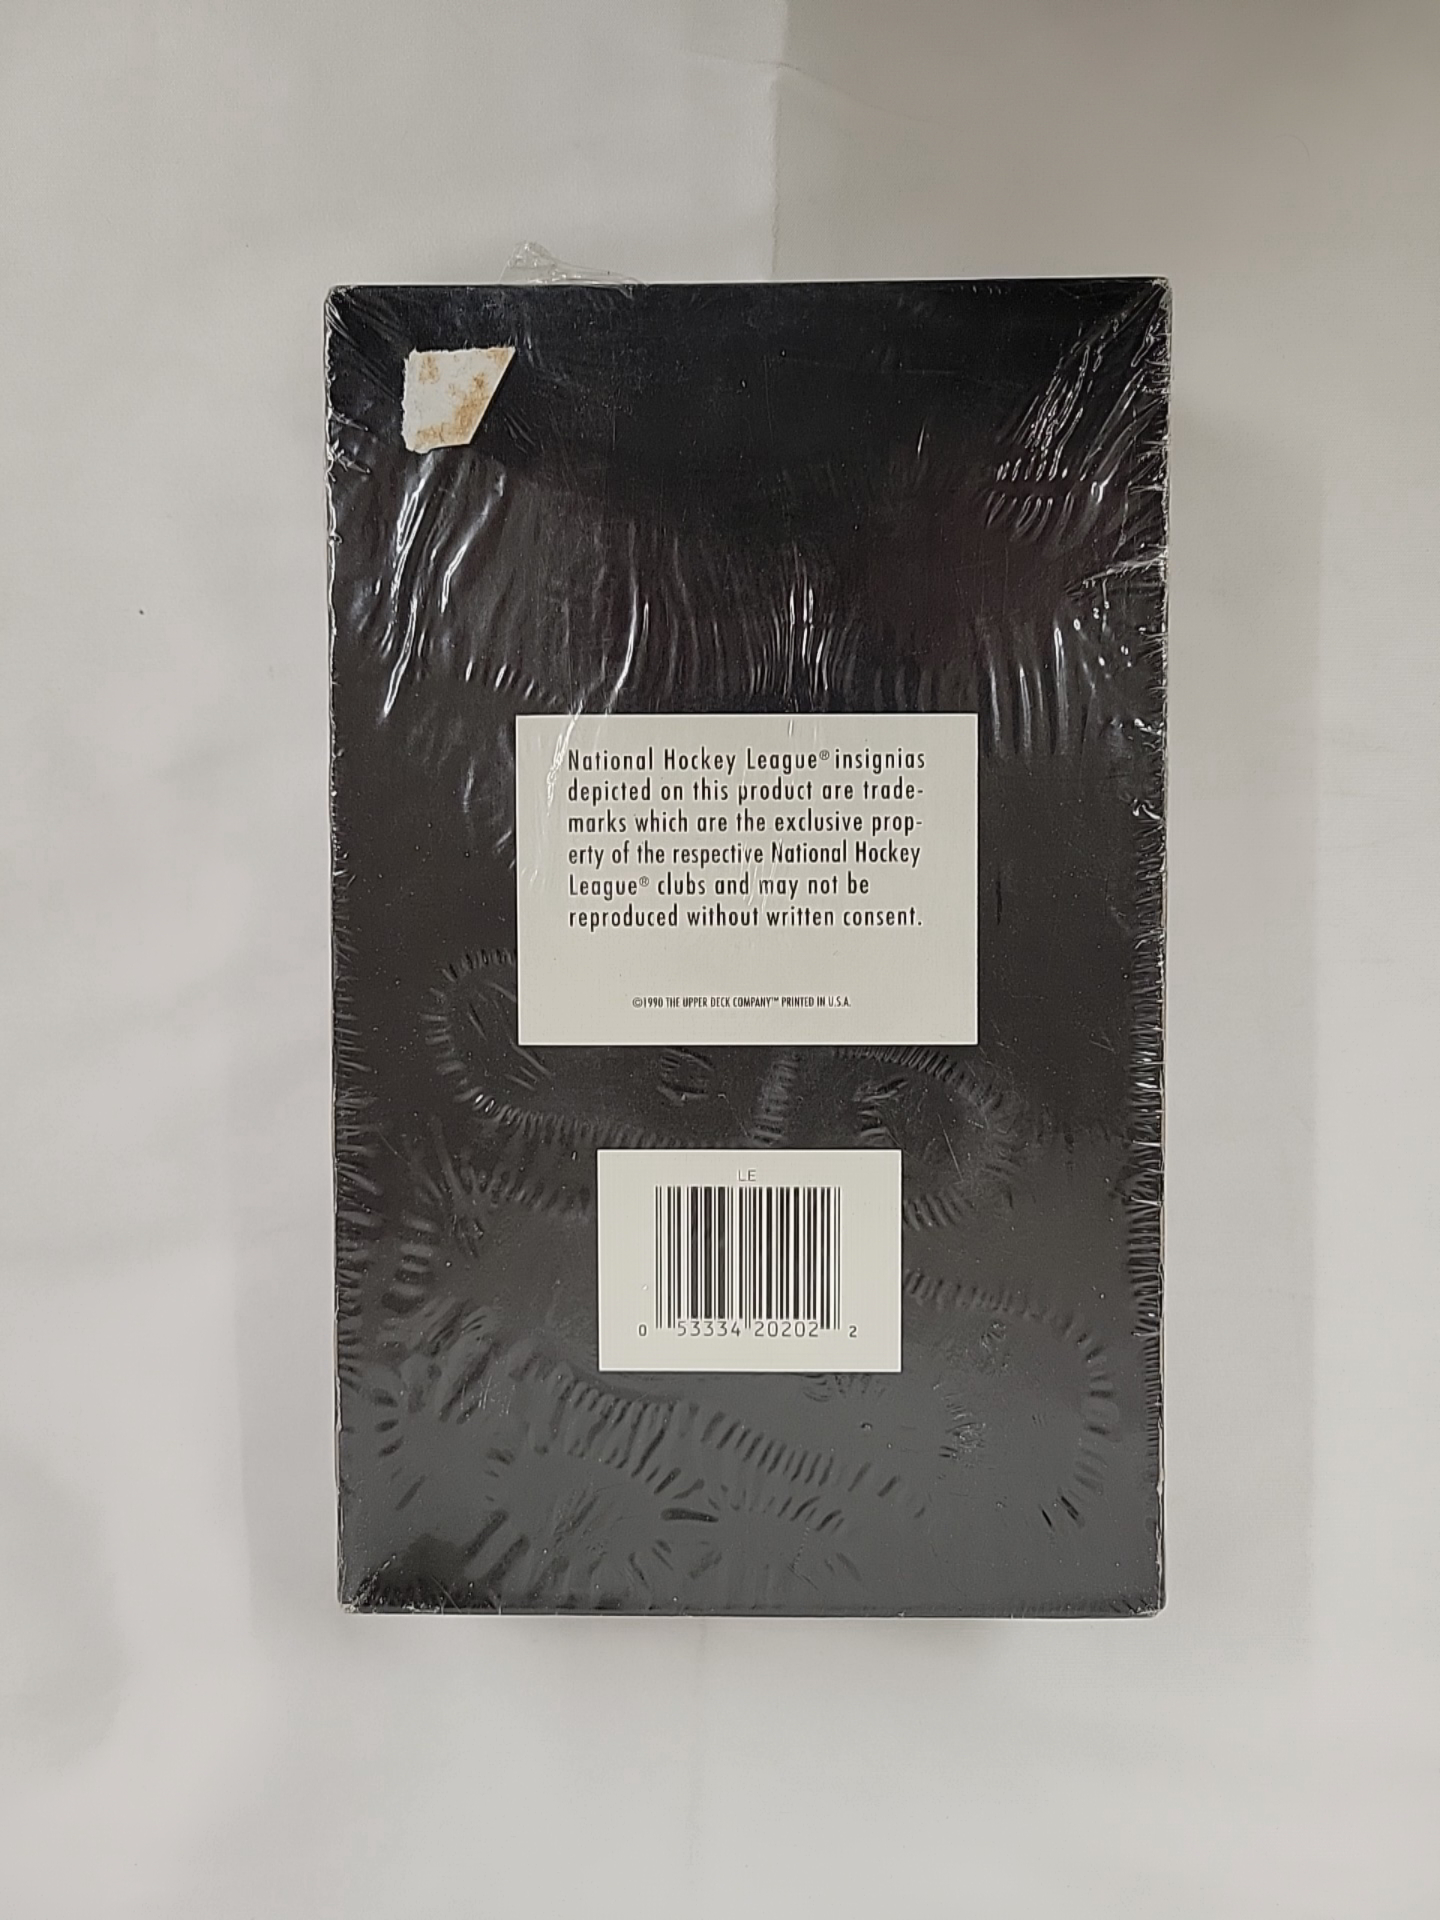 National Hockey League® insignias
depicted on this product are trade-
marks which are the exclusive prop-
erty of the respective National Hockey
League® clubs and may not be
reproduced without written consent.
©1990 THE UPPER DECK COMPANY™ PRINTED IN U.S.A.
LE
0 53334 20202 2